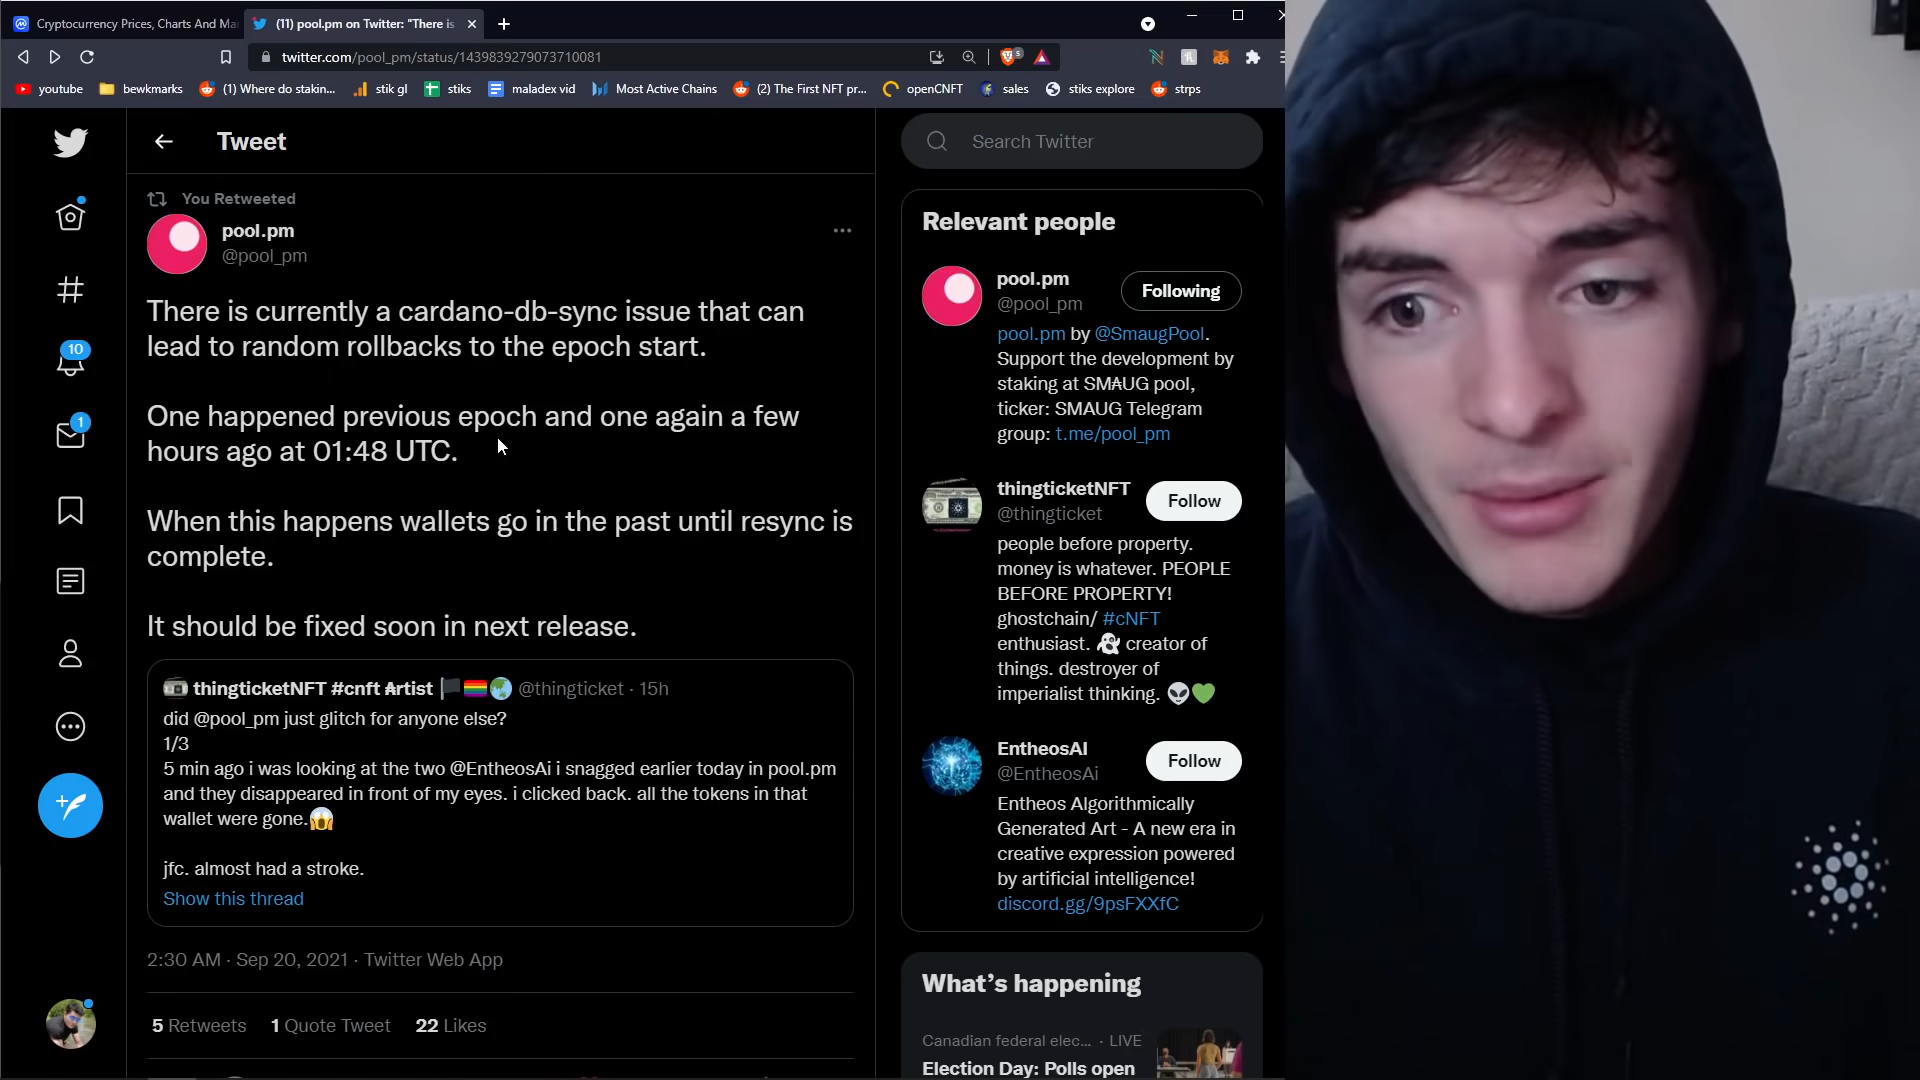 Cryptocurrency Prices, Charts And Ma
(11) pool.pm on Twitter: "There is
twitter.com/pool_pm/status/1439839279073710081
youtube
bewkmarks
(1) Where do stakin...
stik gl
stiks
maladex vid
Most Active Chains
(2) The First NFT pr...
openCNFT
sales
stiks explore
strps
Tweet
You Retweeted
pool.pm
@pool_pm
There is currently a cardano-db-sync issue that can
lead to random rollbacks to the epoch start.
One happened previous epoch and one again a few
hours ago at 01:48 UTC.
When this happens wallets go in the past until resync is
complete.
It should be fixed soon in next release.
thingticketNFT #cnft ₳rtist @thingticket · 15h
did @pool_pm just glitch for anyone else?
1/3
5 min ago i was looking at the two @EntheosAi i snagged earlier today in pool.pm
and they disappeared in front of my eyes. i clicked back. all the tokens in that
wallet were gone.😱
jfc. almost had a stroke.
Show this thread
2:30 AM · Sep 20, 2021 · Twitter Web App
5 Retweets 1 Quote Tweet 22 Likes
10
1
Search Twitter
Relevant people
pool.pm
@pool_pm
Following
pool.pm by @SmaugPool.
Support the development by
staking at SM₳UG pool,
ticker: SMAUG Telegram
group: t.me/pool_pm
thingticketNFT
@thingticket
Follow
people before property.
money is whatever. PEOPLE
BEFORE PROPERTY!
ghostchain/ #cNFT
enthusiast. 👻 creator of
things. destroyer of
imperialist thinking. 👽💚
EntheosAI
@EntheosAi
Follow
Entheos Algorithmically
Generated Art - A new era in
creative expression powered
by artificial intelligence!
discord.gg/9psFXXfC
What's happening
Canadian federal elec... · LIVE
Election Day: Polls open